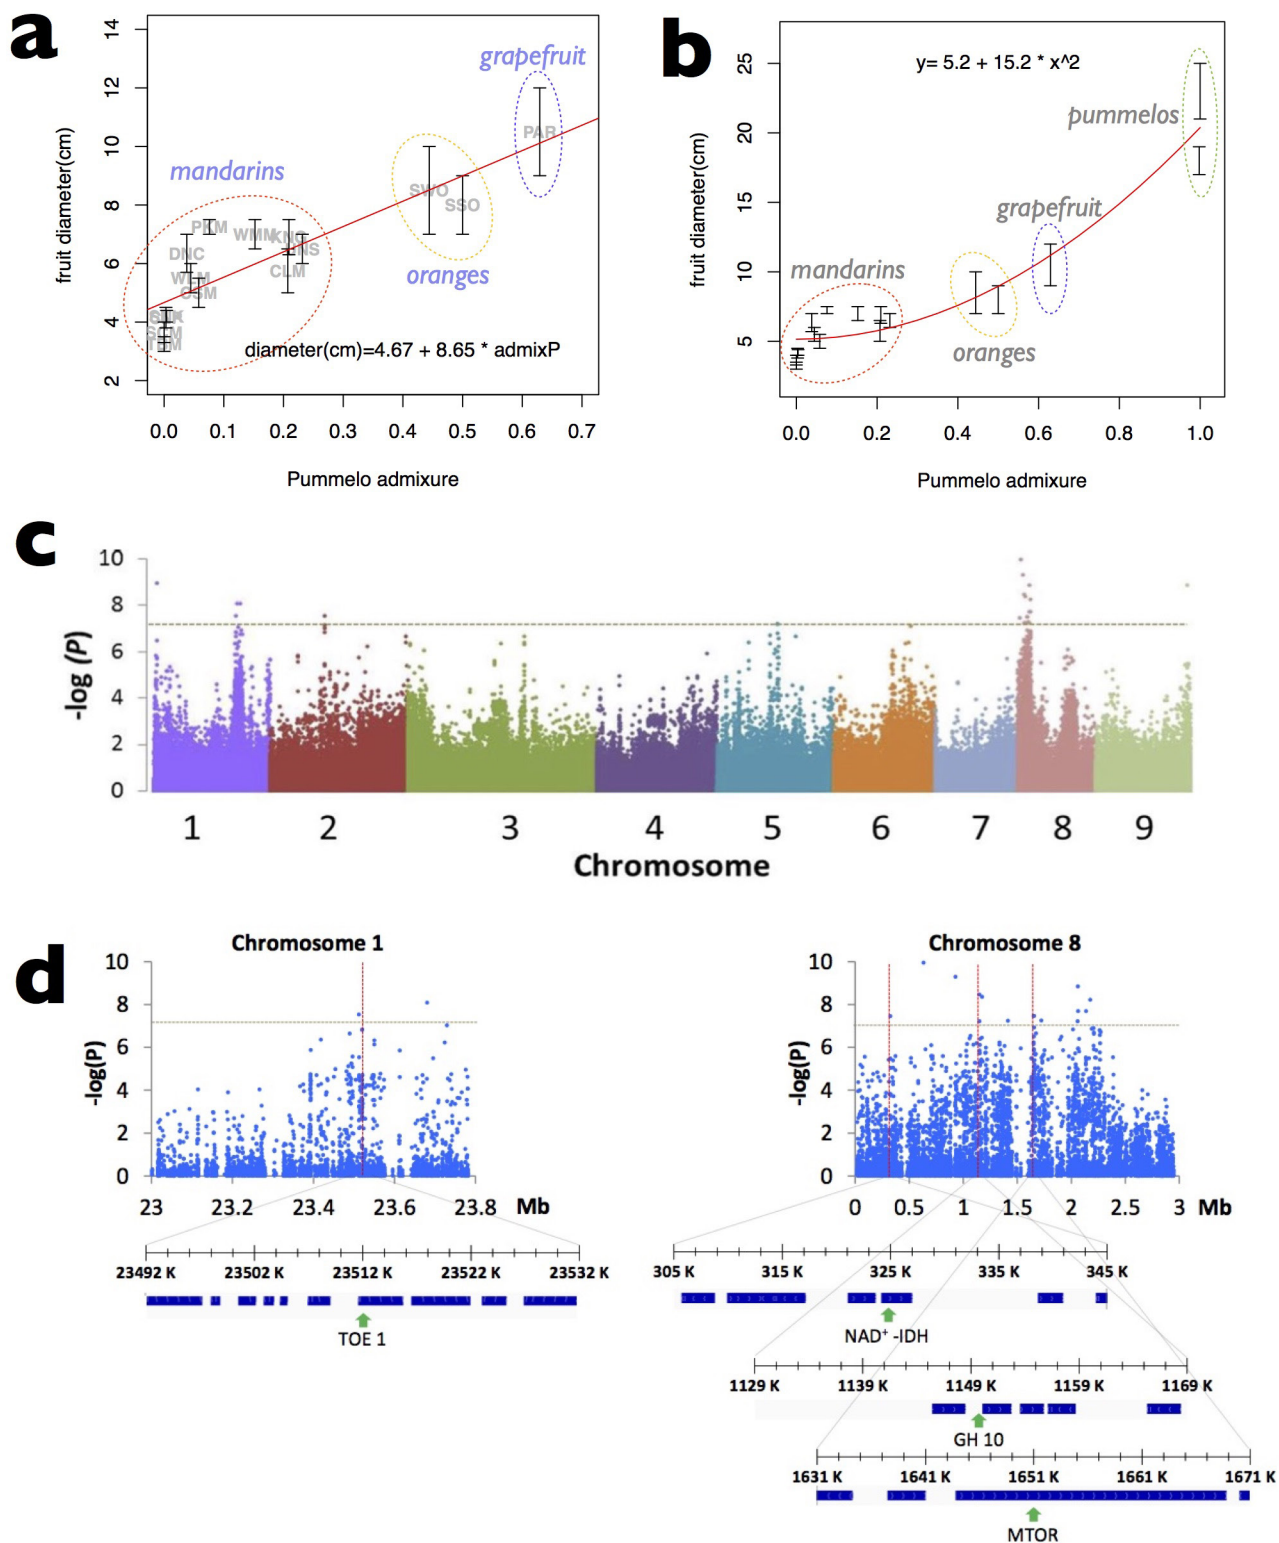 a
14
12
10
8
6
4
2
fruit diameter(cm)
grapefruit
PAR
mandarins
SWO
SSO
oranges
PKM
WMM
KNG
DNC
CLM
diameter(cm)=4.67 + 8.65 * admixP
0.0 0.1 0.2 0.3 0.4 0.5 0.6 0.7
Pummelo admixure
b
25
20
15
10
5
fruit diameter(cm)
y= 5.2 + 15.2 * x^2
pummelos
grapefruit
mandarins
oranges
0.0 0.2 0.4 0.6 0.8 1.0
Pummelo admixure
c
10
8
6
4
2
0
-log (P)
1 2 3 4 5 6 7 8 9
Chromosome
d
Chromosome 1
10
8
6
4
2
0
-log(P)
23 23.2 23.4 23.6 23.8 Mb
23492 K 23502 K 23512 K 23522 K 23532 K
TOE 1
Chromosome 8
10
8
6
4
2
0
-log(P)
0 0.5 1 1.5 2 2.5 3 Mb
305 K 315 K 325 K 335 K 345 K
NAD+ -IDH
1129 K 1139 K 1149 K 1159 K 1169 K
GH 10
1631 K 1641 K 1651 K 1661 K 1671 K
MTOR